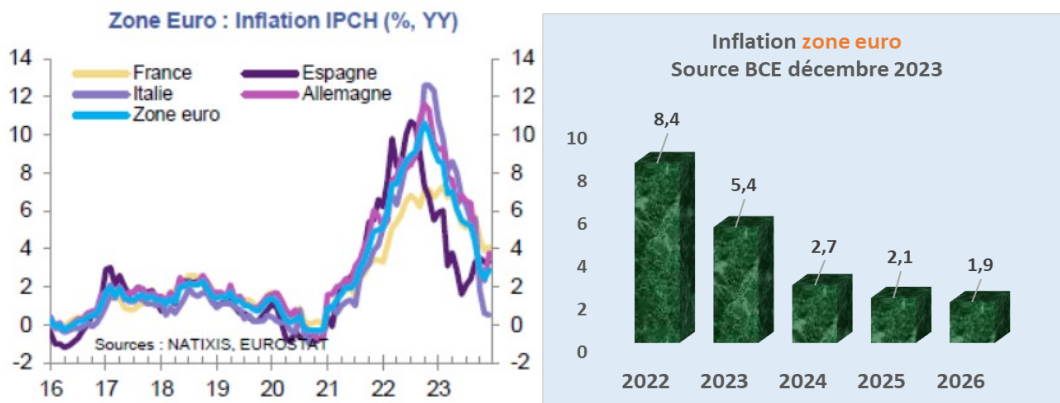 Zone Euro : Inflation IPCH (%, YY)
14 14
12 12
10 10
8 8
6 6
4 4
2 2
0 0
-2 -2
France Espagne
Italie Allemagne
Zone euro
Sources : NATIXIS, EUROSTAT
16 17 18 19 20 21 22 23
Inflation zone euro
Source BCE décembre 2023
10
8
6
4
2
0
8,4
5,4
2,7
2,1
1,9
2022 2023 2024 2025 2026